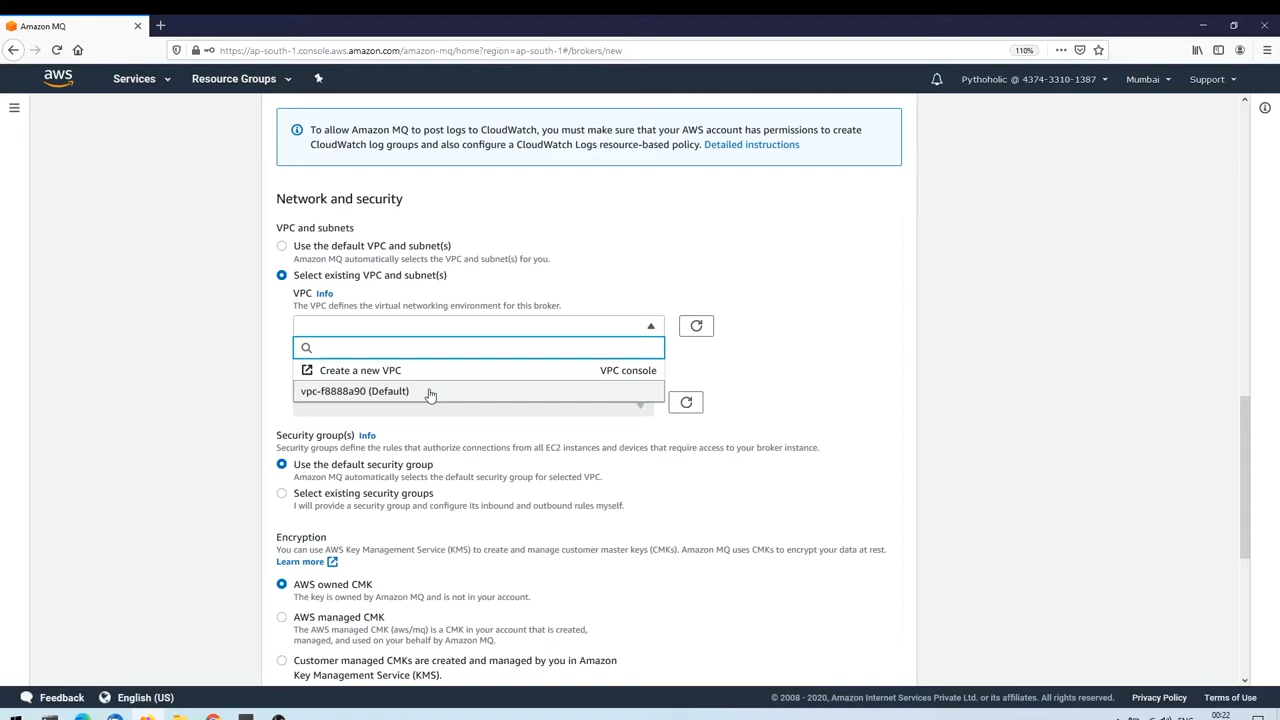 Amazon MQ
https://ap-south-1.console.aws.amazon.com/amazon-mq/home?region=ap-south-1#/brokers/new
110%
aws
Services
Resource Groups
Pytholic @ 4374-3310-1387
Mumbai
Support
To allow Amazon MQ to post logs to CloudWatch, you must make sure that your AWS account has permissions to create
CloudWatch log groups and also configure a CloudWatch Logs resource-based policy. Detailed instructions
Network and security
VPC and subnets
Use the default VPC and subnet(s)
Amazon MQ automatically selects the VPC and subnet(s) for you.
Select existing VPC and subnet(s)
VPC Info
The VPC defines the virtual networking environment for this broker.
Create a new VPC VPC console
vpc-f8888a90 (Default)
Security group(s) Info
Security groups define the rules that authorize connections from all EC2 instances and devices that require access to your broker instance.
Use the default security group
Amazon MQ automatically selects the default security group for selected VPC.
Select existing security groups
I will provide a security group and configure its inbound and outbound rules myself.
Encryption
You can use AWS Key Management Service (KMS) to create and manage customer master keys (CMKs). Amazon MQ uses CMKs to encrypt your data at rest.
Learn more
AWS owned CMK
The key is owned by Amazon MQ and is not in your account.
AWS managed CMK
The AWS managed CMK (aws/mq) is a CMK in your account that is created,
managed, and used on your behalf by Amazon MQ.
Customer managed CMKs are created and managed by you in Amazon
Key Management Service (KMS).
Feedback
English (US)
© 2008 - 2020, Amazon Internet Services Private Ltd. or its affiliates. All rights reserved.
Privacy Policy
Terms of Use
ENG
00:22